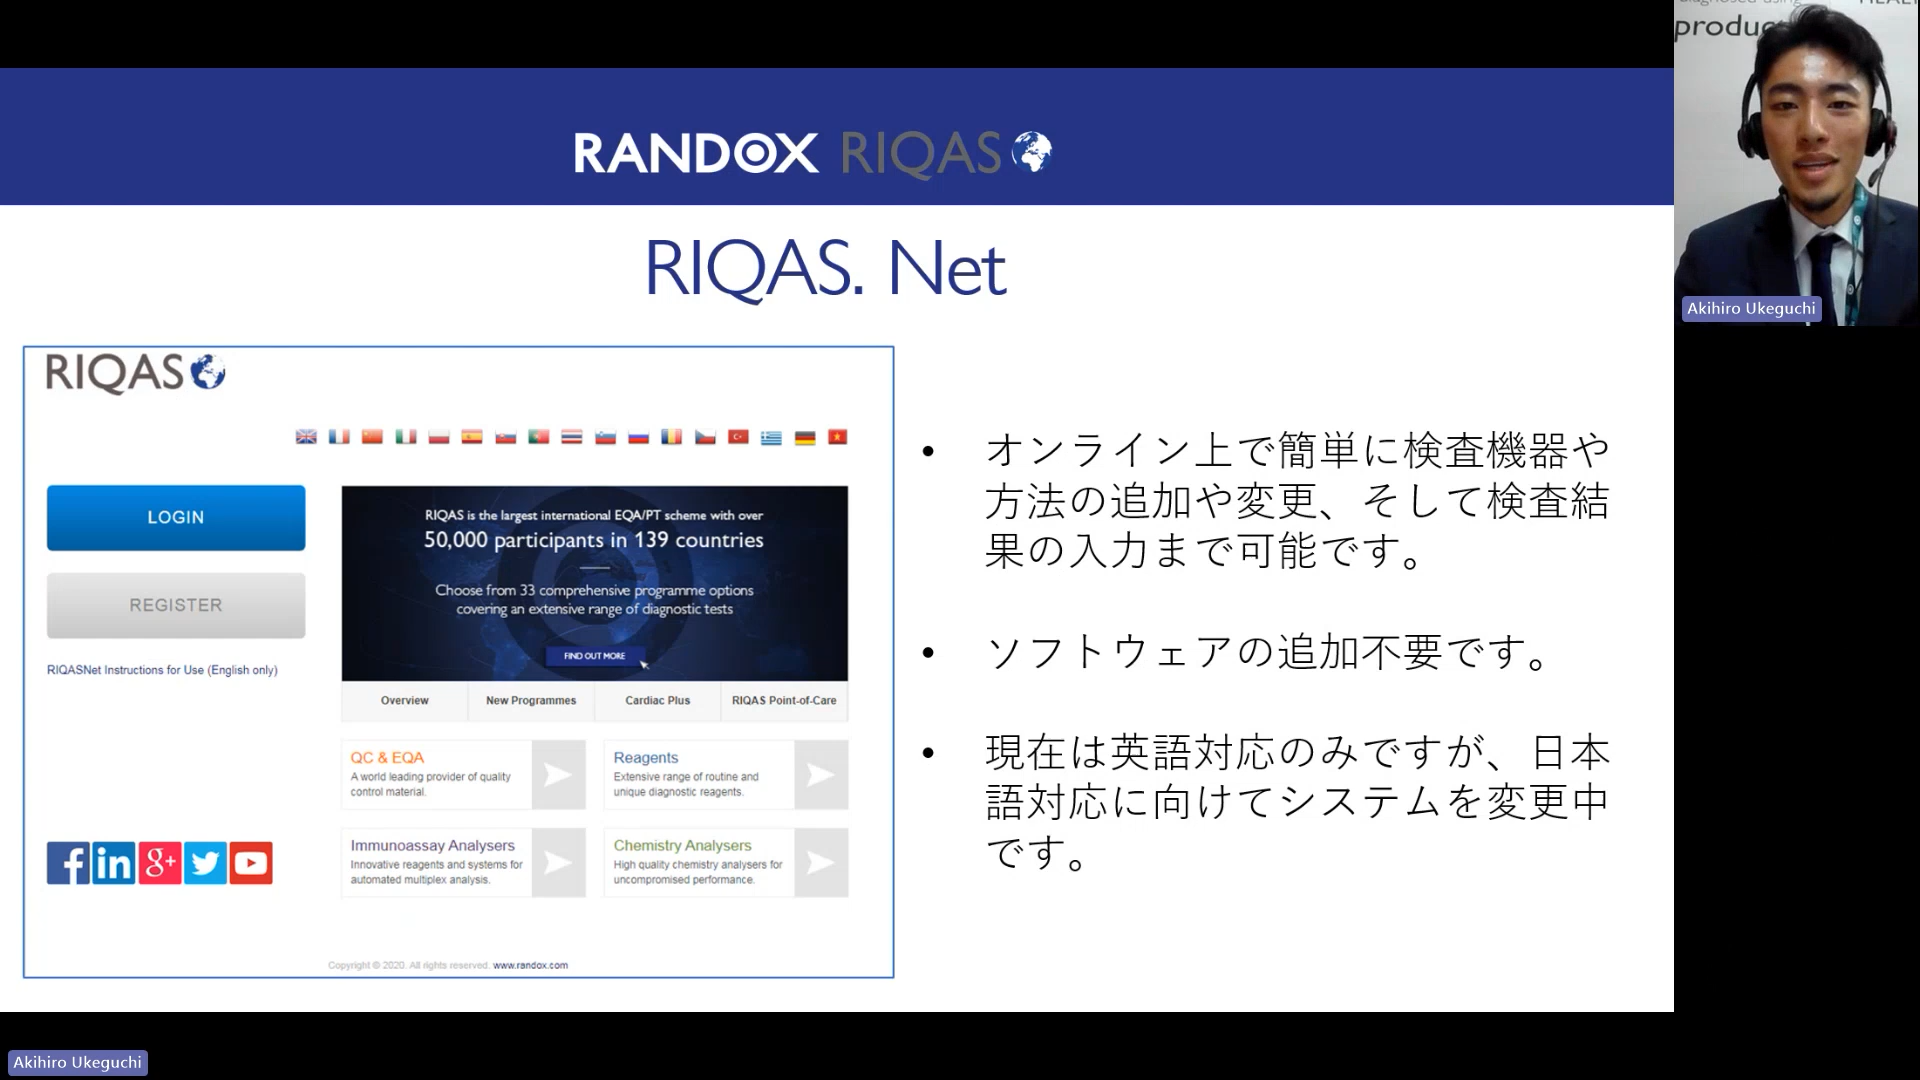 RANDOX RIQAS
RIQAS. Net
RIQAS
LOGIN
REGISTER
RIQASNet Instructions for Use (English only)
RIQAS is the largest international EQA/PT scheme with over
50,000 participants in 139 countries
Choose from 33 comprehensive programme options
covering an extensive range of diagnostic tests
FIND OUT MORE
Overview
New Programmes
Cardiac Plus
RIQAS Point-of-Care
QC & EQA
A world leading provider of quality
control material.
Reagents
Extensive range of routine and
unique diagnostic reagents.
Immunoassay Analysers
Innovative reagents and systems for
automated multiplex analysis.
Chemistry Analysers
High quality chemistry analysers for
uncompromised performance.
f in g+
Copyright © 2020. All rights reserved. www.randox.com
• オンライン上で簡単に検査機器や
方法の追加や変更、そして検査結
果の入力まで可能です。
• ソフトウェアの追加不要です。
• 現在は英語対応のみですが、日本
語対応に向けてシステムを変更中
です。
diagnosed using
produc
Akihiro Ukeguchi
Akihiro Ukeguchi